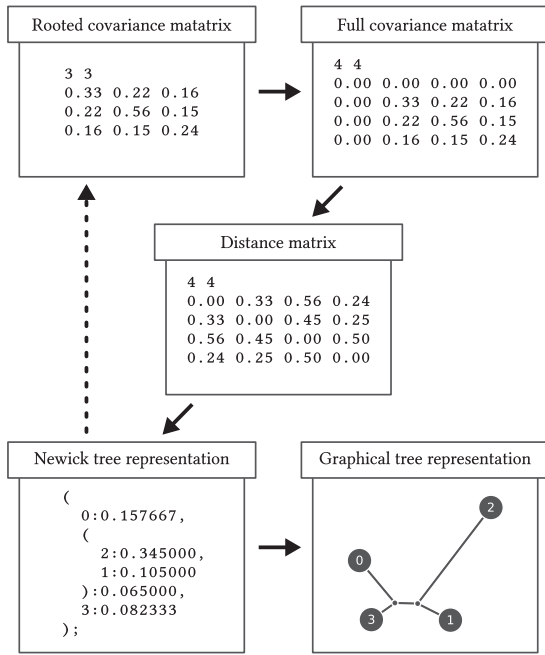 Rooted covariance matatrix
3 3
0.33 0.22 0.16
0.22 0.56 0.15
0.16 0.15 0.24
Full covariance matatrix
4 4
0.00 0.00 0.00 0.00
0.00 0.33 0.22 0.16
0.00 0.22 0.56 0.15
0.00 0.16 0.15 0.24
Distance matrix
4 4
0.00 0.33 0.56 0.24
0.33 0.00 0.45 0.25
0.56 0.45 0.00 0.50
0.24 0.25 0.50 0.00
Newick tree representation
(
0:0.157667,
(
2:0.345000,
1:0.105000
):0.065000,
3:0.082333
);
Graphical tree representation
2
0
3
1